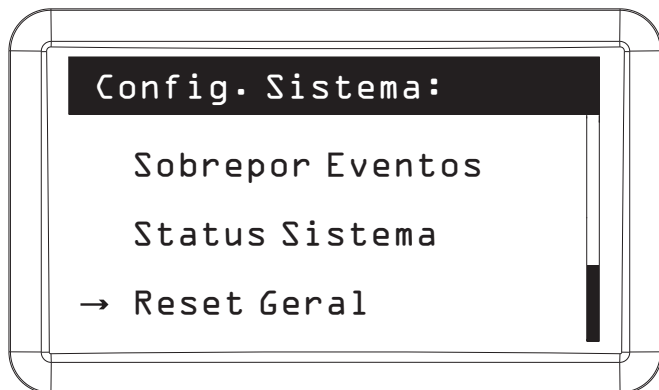 Config. Sistema:
Sobrepor Eventos
Status Sistema
→ Reset Geral